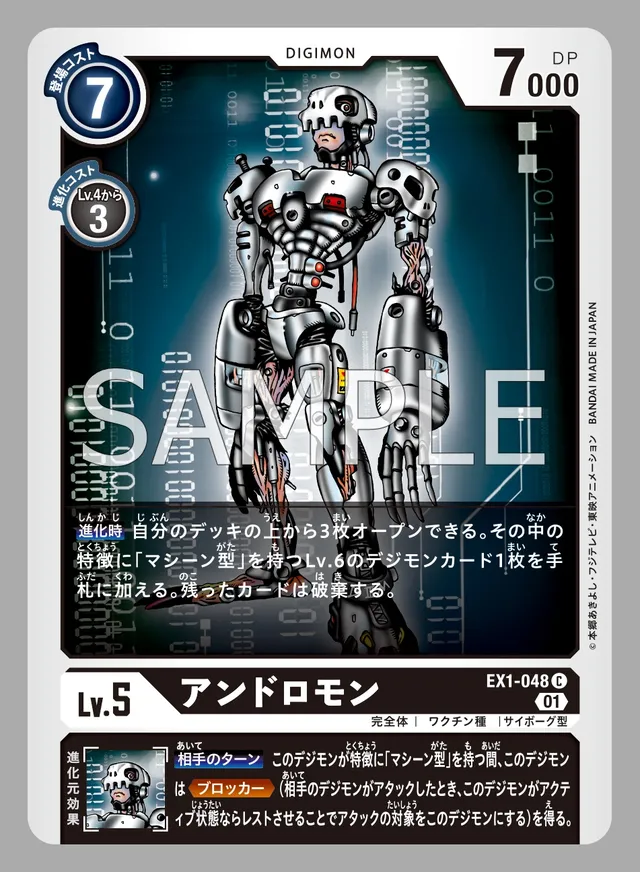 DIGIMON
登場コスト
7
DP
7000
進化コスト
Lv.4から
3
SAMPLE
進化時 自分のデッキの上から3枚オープンできる。その中の
特徴に「マシーン型」を持つLv.6のデジモンカード1枚を手
札に加える。残ったカードは破棄する。
©本郷あきよし・フジテレビ・東映アニメーション BANDAI MADE IN JAPAN
Lv.5
アンドロモン
EX1-048 C
01
完全体 | ワクチン種 | サイボーグ型
進化元効果
相手のターン このデジモンが特徴に「マシーン型」を持つ間、このデジモン
は ブロッカー (相手のデジモンがアタックしたとき、このデジモンがアクテ
ィブ状態ならレストさせることでアタックの対象をこのデジモンにする)を得る。